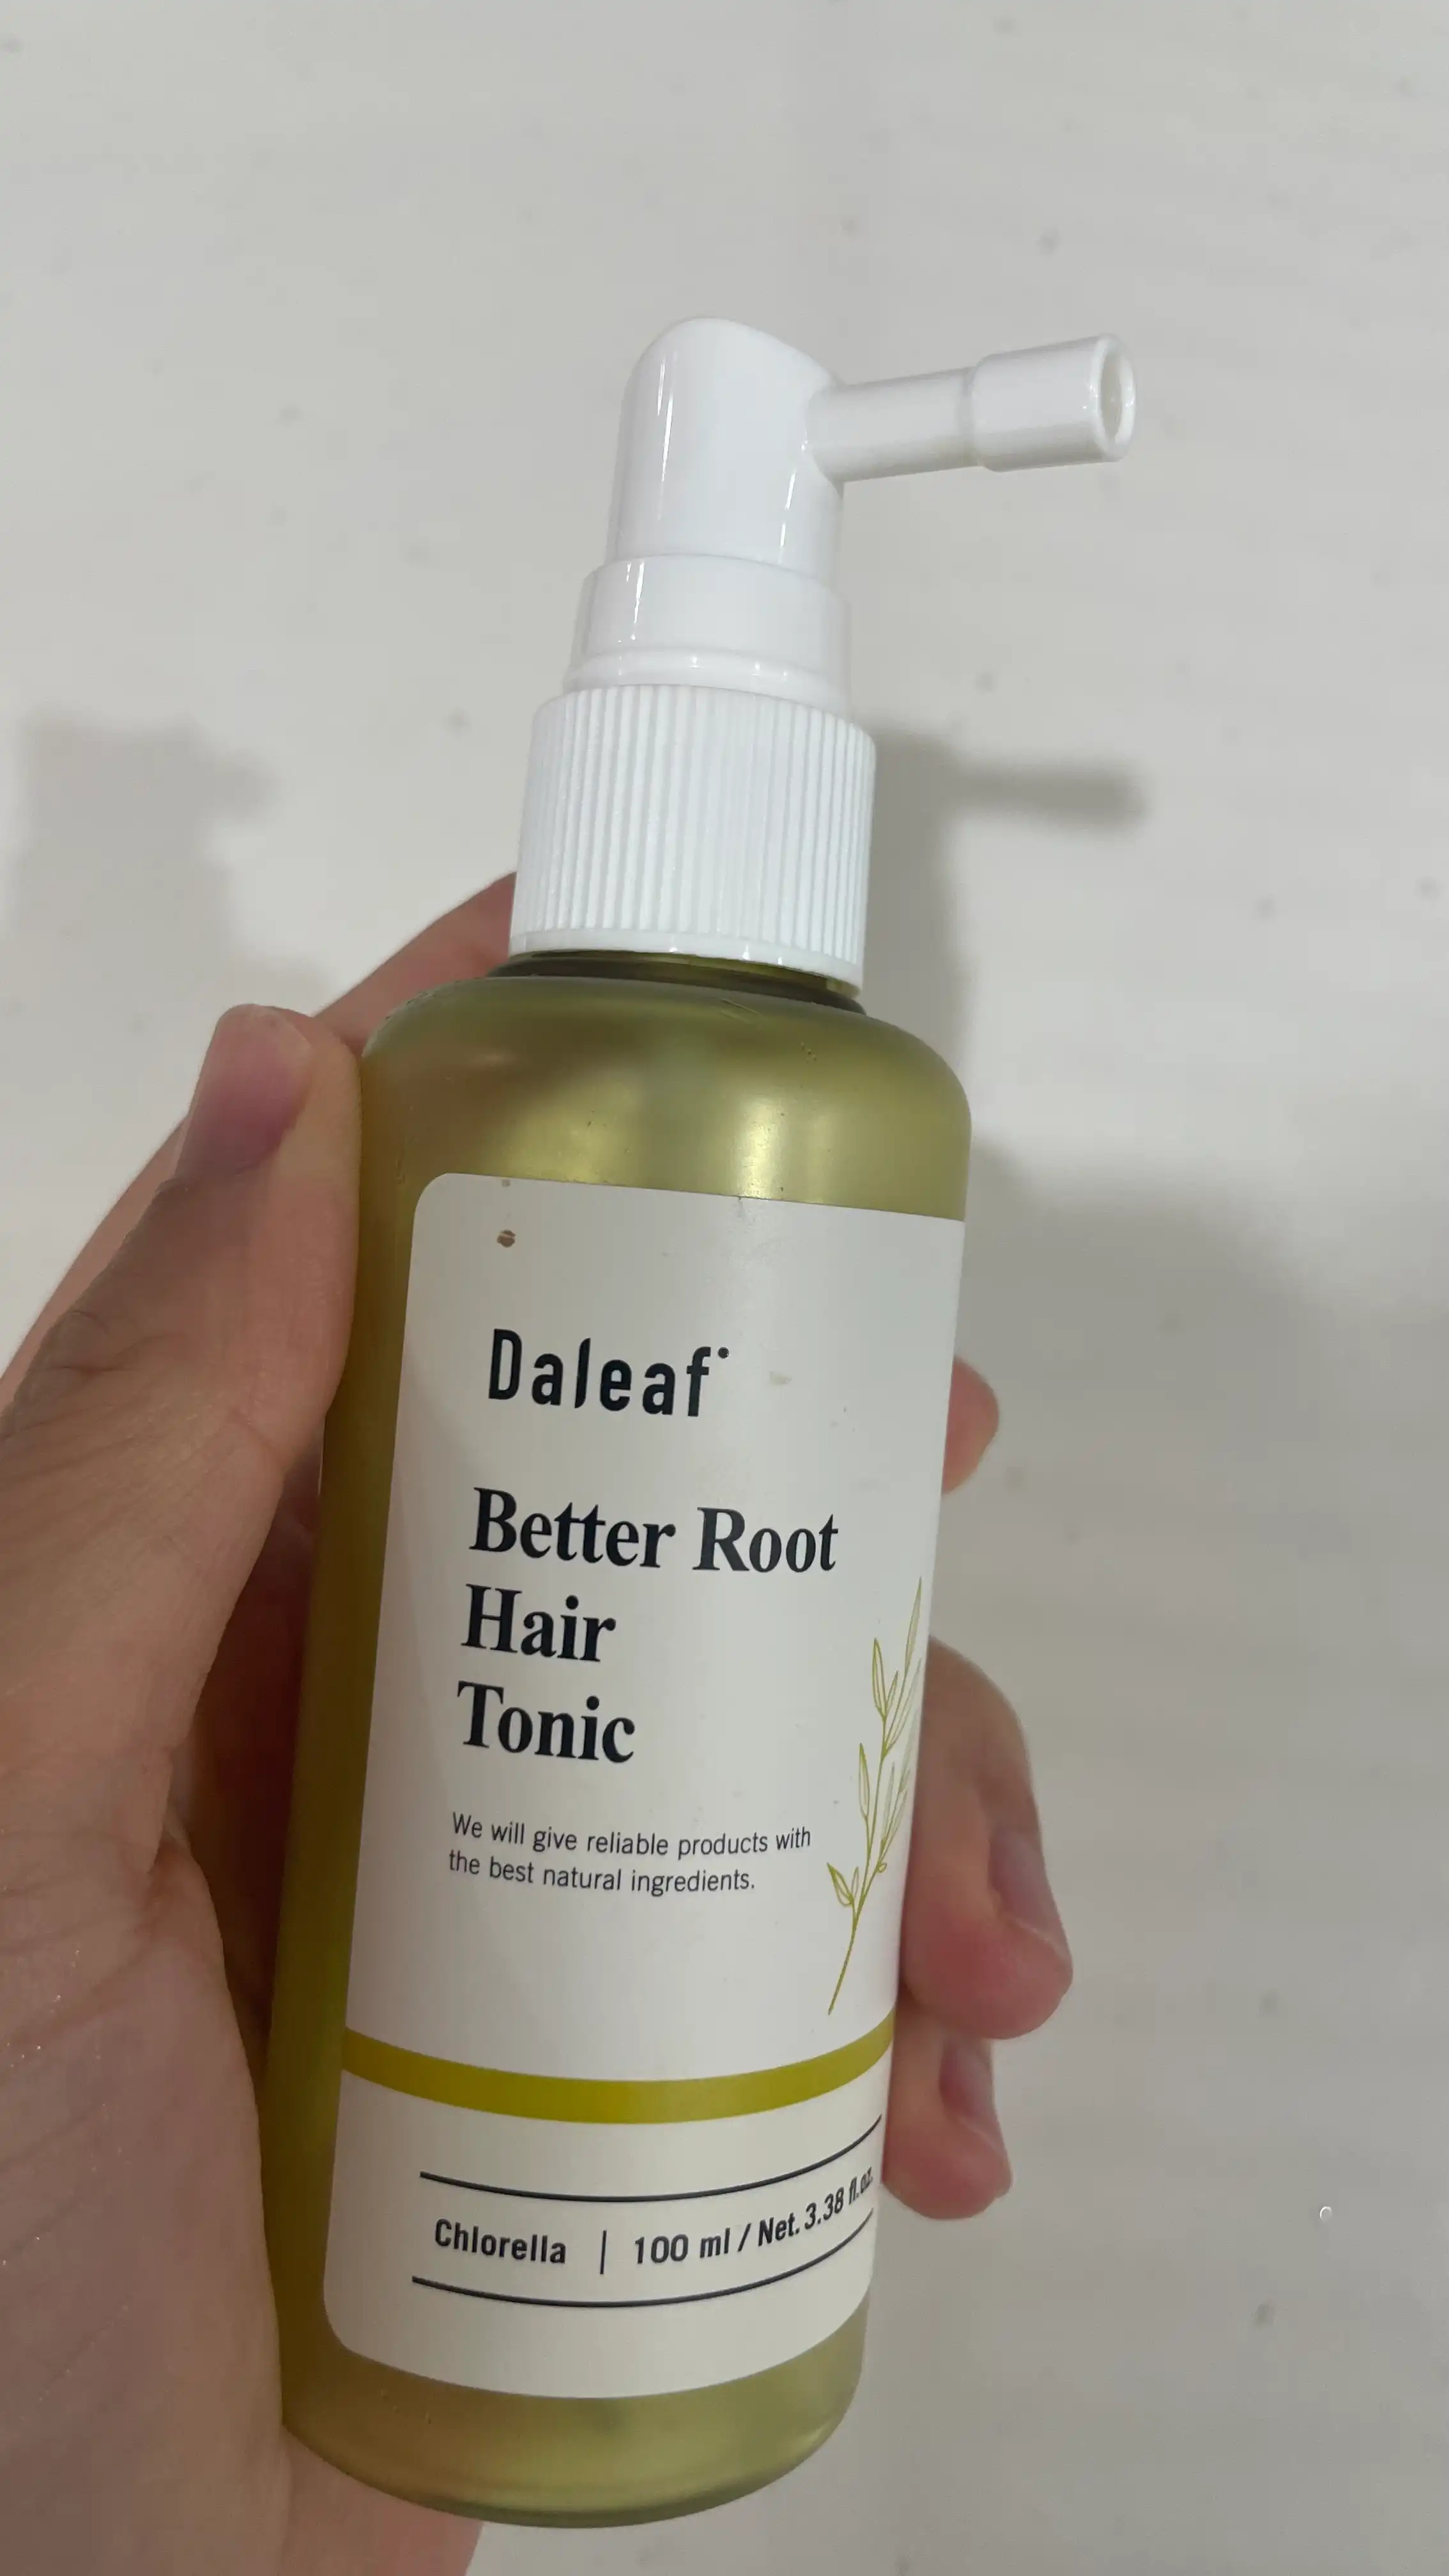 Daleaf
Better Root
Hair
Tonic
We will give reliable products with
the best natural ingredients.
Chlorella | 100 ml / Net. 3.38 fl.oz.